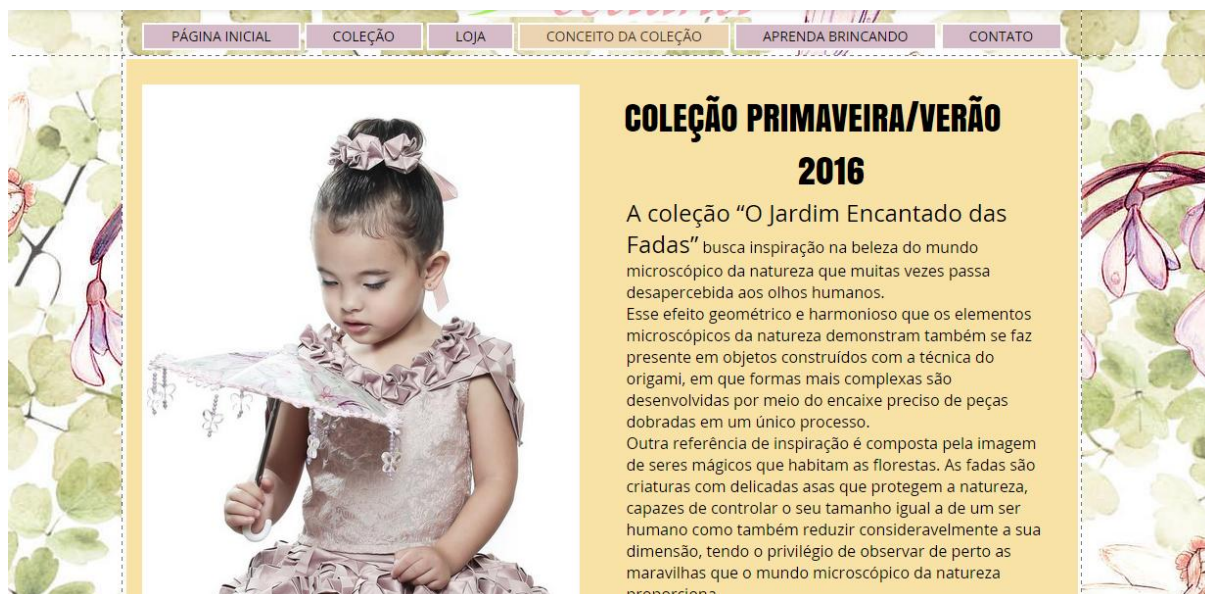 PÁGINA INICIAL
COLEÇÃO
LOJA
CONCEITO DA COLEÇÃO
APRENDA BRINCANDO
CONTATO
COLEÇÃO PRIMAVEIRA/VERÃO
2016
A coleção “O Jardim Encantado das
Fadas” busca inspiração na beleza do mundo
microscópico da natureza que muitas vezes passa
desapercebida aos olhos humanos.
Esse efeito geométrico e harmonioso que os elementos
microscópicos da natureza demonstram também se faz
presente em objetos construídos com a técnica do
origami, em que formas mais complexas são
desenvolvidas por meio do encaixe preciso de peças
dobradas em um único processo.
Outra referência de inspiração é composta pela imagem
de seres mágicos que habitam as florestas. As fadas são
criaturas com delicadas asas que protegem a natureza,
capazes de controlar o seu tamanho igual a de um ser
humano como também reduzir consideravelmente a sua
dimensão, tendo o privilégio de observar de perto as
maravilhas que o mundo microscópico da natureza
proporciona.